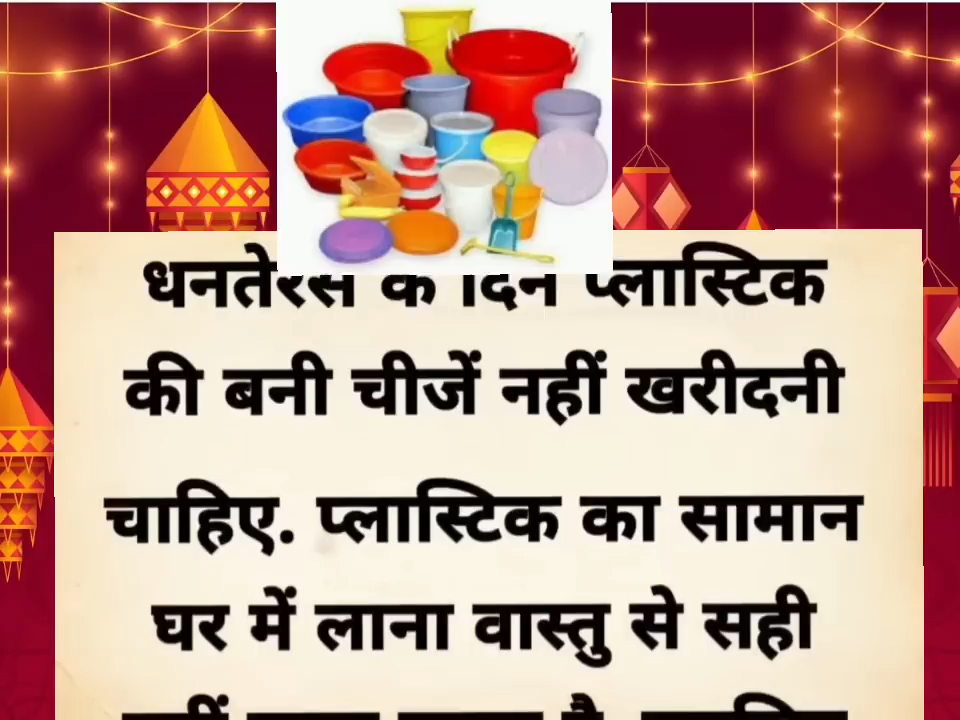 धनतेरस के दिन प्लास्टिक
की बनी चीजें नहीं खरीदनी
चाहिए. प्लास्टिक का सामान
घर में लाना वास्तु से सही